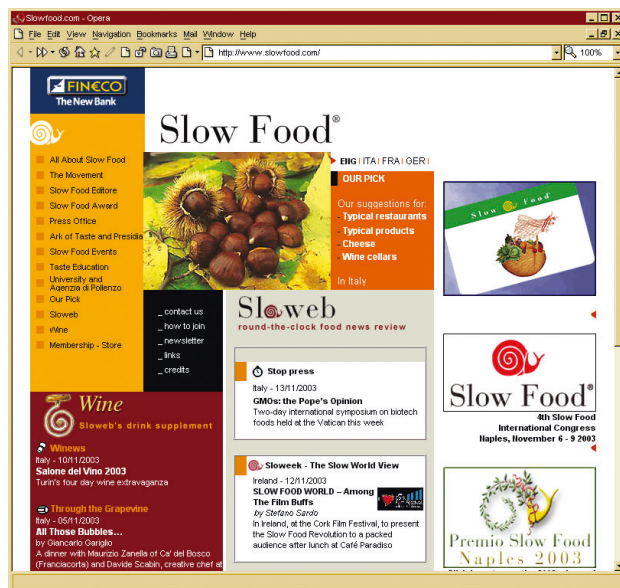 Slowfood.com - Opera
File Edit View Navigation Bookmarks Mail Window Help
http://www.slowfood.com/
100%
FINECO
The New Bank
Slow Food®
All About Slow Food
The Movement
Slow Food Editore
Slow Food Award
Press Office
Ark of Taste and Presidia
Slow Food Events
Taste Education
University and
Agenzia di Pollenzo
Our Pick
Sloweb
Wine
Membership - Store
ENG | ITA | FRA | GER |
OUR PICK
Our suggestions for:
- Typical restaurants
- Typical products
- Cheese
- Wine cellars
In Italy
_ contact us
_ how to join
_ newsletter
_ links
_ credits
Sloweb
round-the-clock food news review
Stop press
Italy - 13/11/2003
GMOs: the Pope's Opinion
Two-day international symposium on biotech
foods held at the Vatican this week
Sloweek - The Slow World View
Ireland - 12/11/2003
SLOW FOOD WORLD – Among
The Film Buffs
by Stefano Sardo
In Ireland, at the Cork Film Festival, to present
the Slow Food Revolution to a packed
audience after lunch at Café Paradiso
Wine
Sloweb's drink supplement
Winews
Italy - 10/11/2003
Salone del Vino 2003
Turin's four day wine extravaganza
Through the Grapevine
Italy - 05/11/2003
All Those Bubbles...
by Giancarlo Gariglio
A dinner with Maurizio Zanella of Ca' del Bosco
(Franciacorta) and Davide Scabin, creative chef at
Slow Food
Slow Food®
4th Slow Food
International Congress
Naples, November 6 - 9 2003
Premio Slow Food
Naples 2003